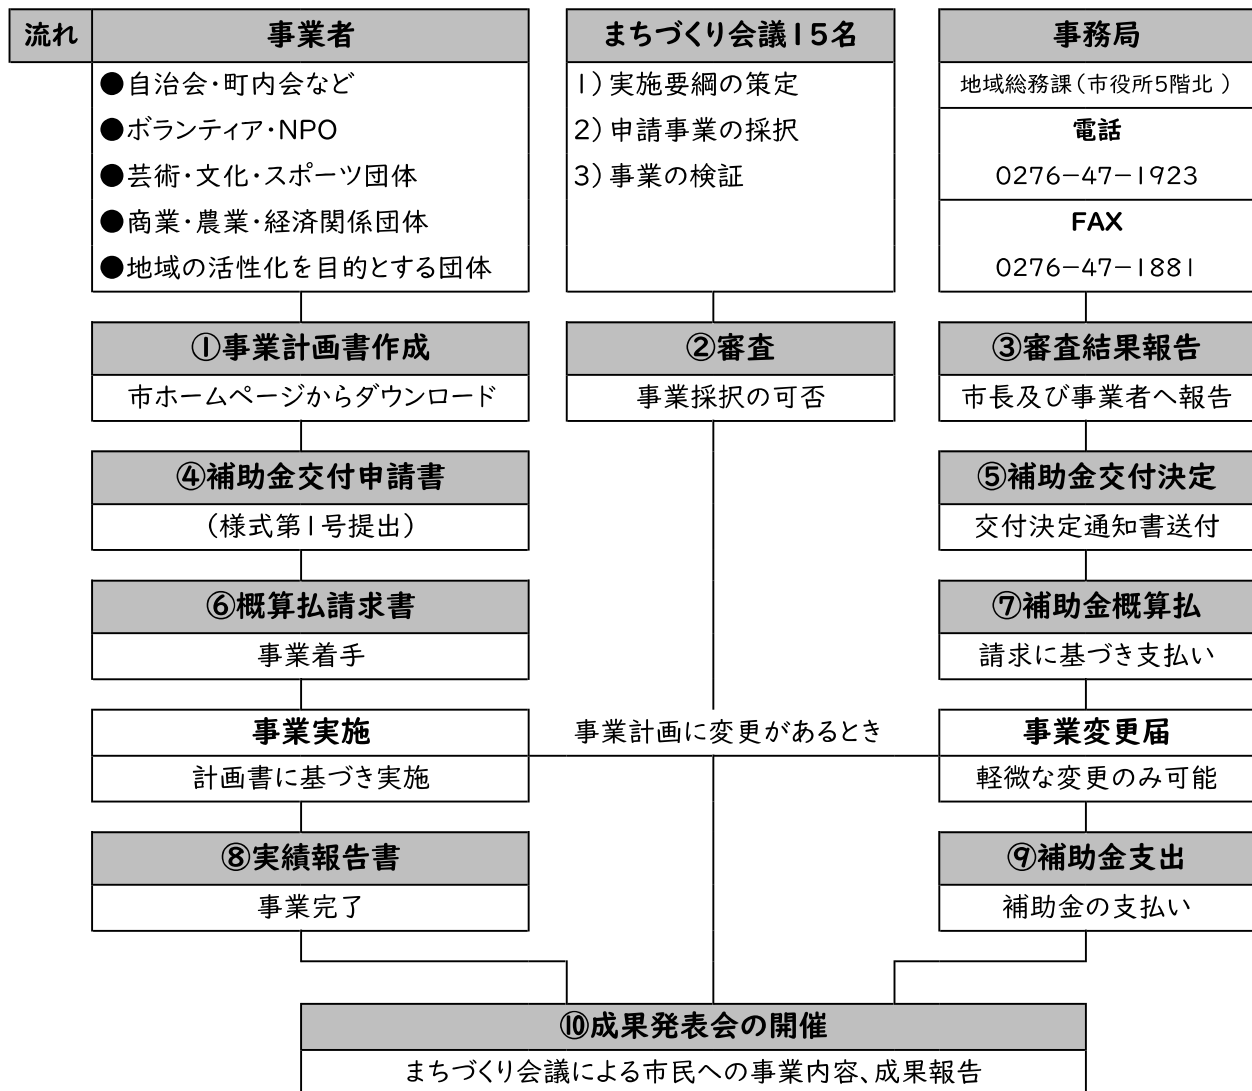 流れ
事業者
まちづくり会議15名
事務局
●自治会・町内会など
●ボランティア・NPO
●芸術・文化・スポーツ団体
●商業・農業・経済関係団体
●地域の活性化を目的とする団体
1）実施要綱の策定
2）申請事業の採択
3）事業の検証
地域総務課（市役所5階北 ）
電話
0276−47−1923
FAX
0276−47−1881
①事業計画書作成
市ホームページからダウンロード
②審査
事業採択の可否
③審査結果報告
市長及び事業者へ報告
④補助金交付申請書
（様式第1号提出）
⑤補助金交付決定
交付決定通知書送付
⑥概算払請求書
事業着手
⑦補助金概算払
請求に基づき支払い
事業実施
計画書に基づき実施
事業計画に変更があるとき
事業変更届
軽微な変更のみ可能
⑧実績報告書
事業完了
⑨補助金支出
補助金の支払い
⑩成果発表会の開催
まちづくり会議による市民への事業内容、成果報告